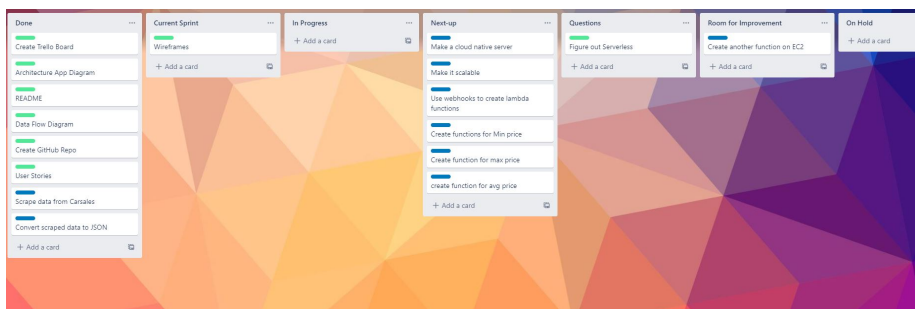 Done
Create Trello Board
Architecture App Diagram
README
Data Flow Diagram
Create GitHub Repo
User Stories
Scrape data from Carsales
Convert scraped data to JSON
+ Add a card
Current Sprint
Wireframes
+ Add a card
In Progress
+ Add a card
Next-up
Make a cloud native server
Make it scalable
Use webhooks to create lambda
functions
Create functions for Min price
Create function for max price
create function for avg price
+ Add a card
Questions
Figure out Serverless
+ Add a card
Room for Improvement
Create another function on EC2
+ Add a card
On Hold
+ Add a card